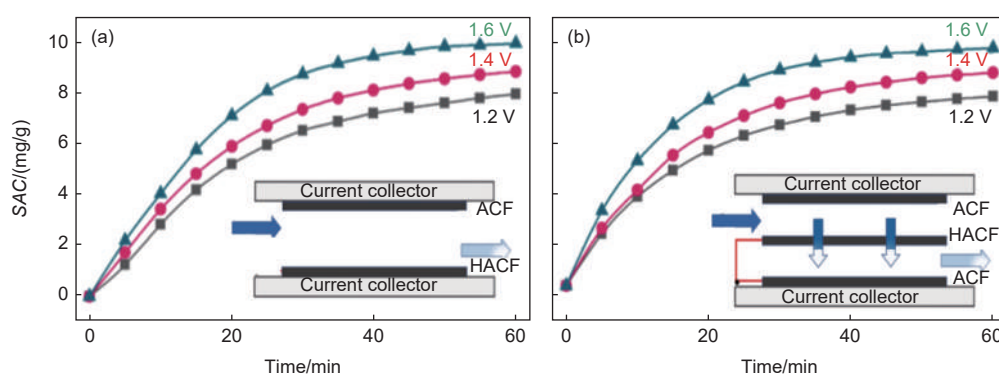 (a)
1.6 V
1.4 V
1.2 V
SAC/(mg/g)
10
8
6
4
2
0
Current collector
ACF
HACF
Current collector
0
20
40
60
Time/min
(b)
1.6 V
1.4 V
1.2 V
Current collector
ACF
HACF
ACF
Current collector
0
20
40
60
Time/min